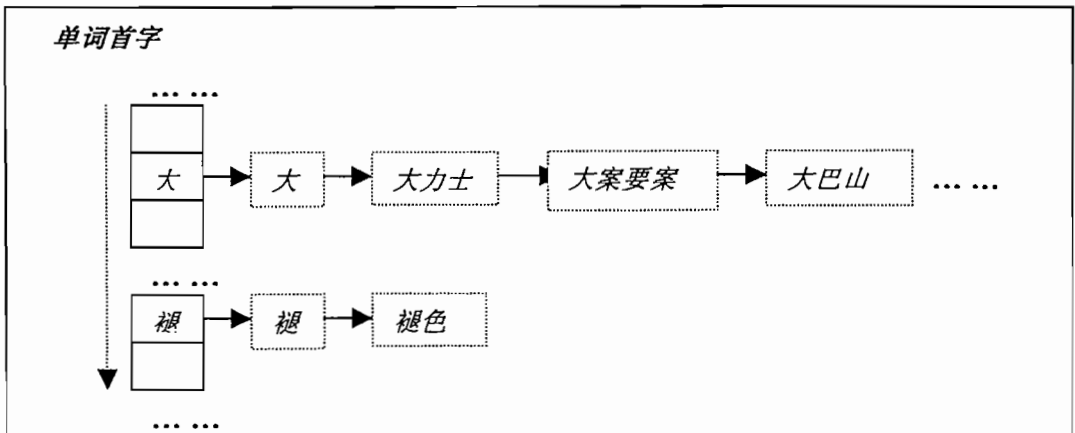 单词首字
… …
大 大 大力士 大案要案 大巴山 … …
… …
褪 褪 褪色
… …